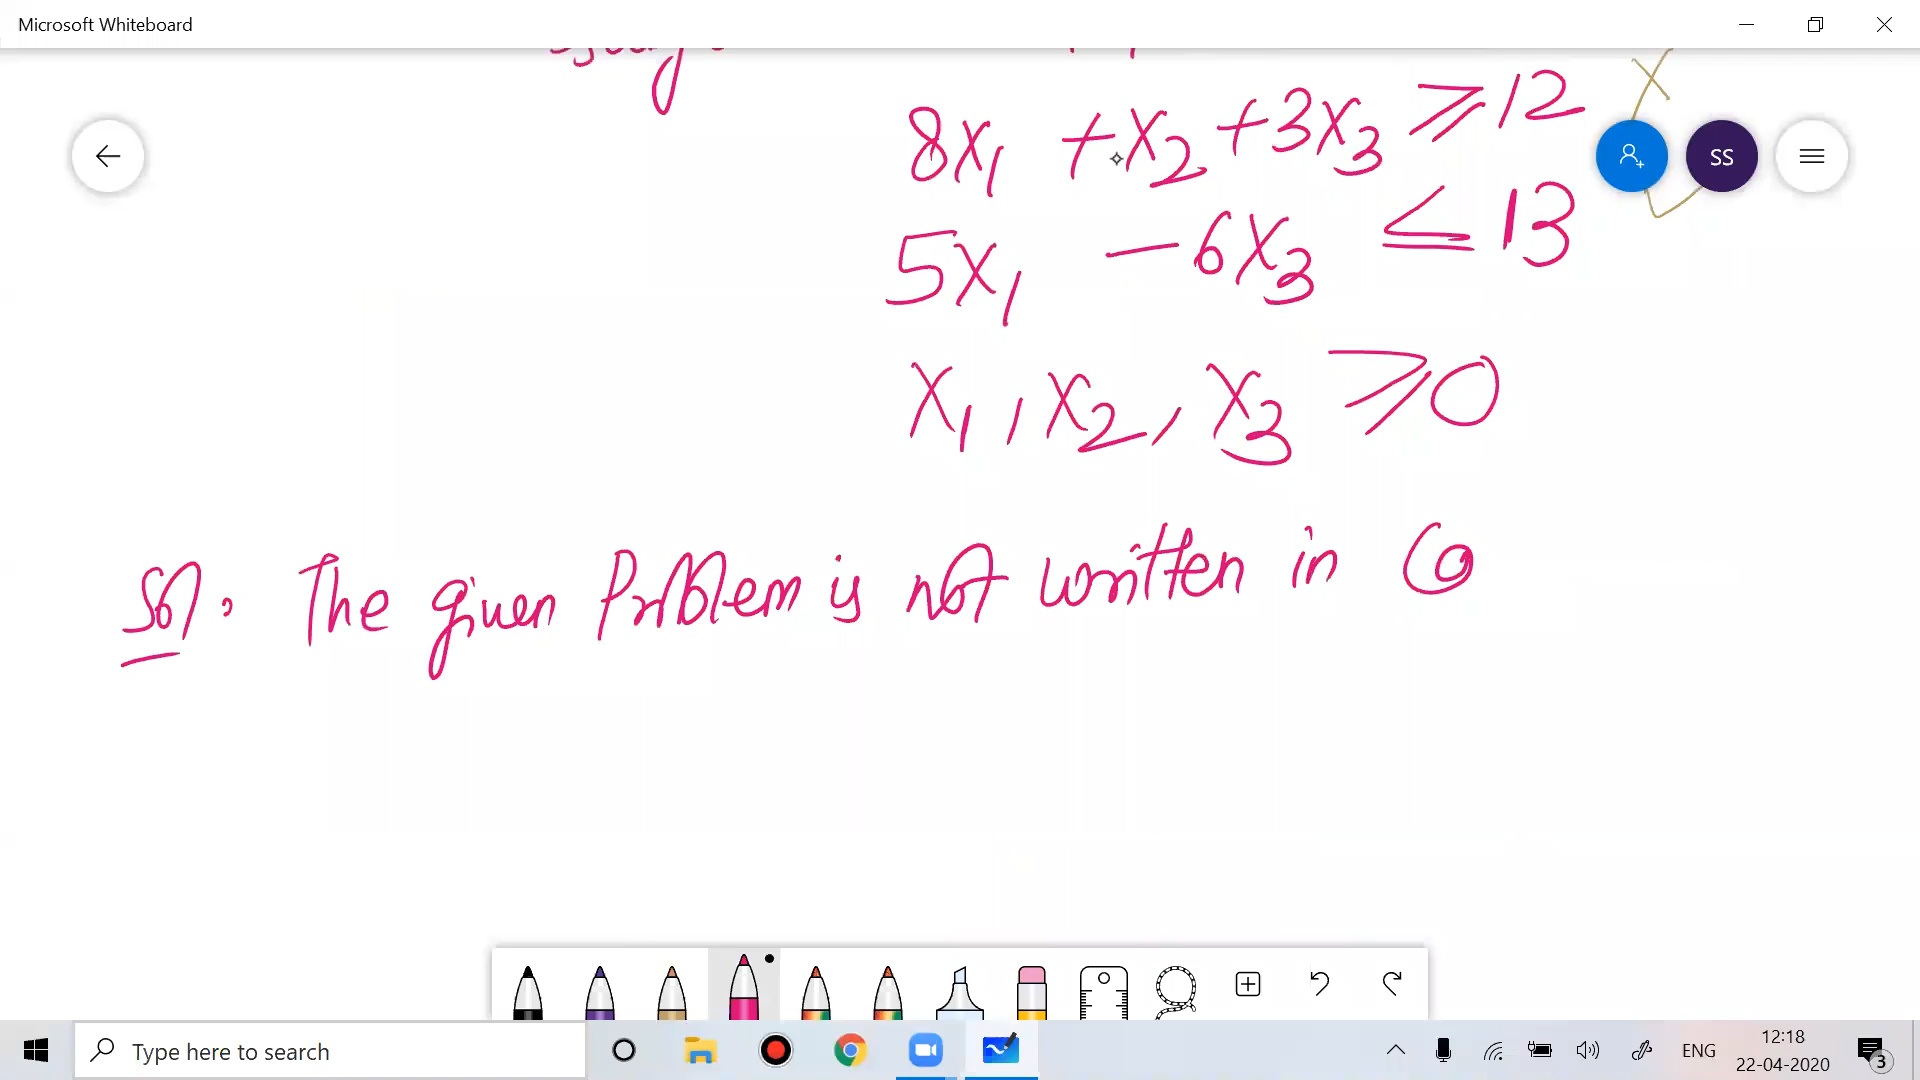 Microsoft Whiteboard
8x₁ + x₂ + 3x₃ ⩾ 12
SS
5x₁ - 6x₃ ≤ 13
x₁, x₂, x₃ ⩾ 0
Sol. The given Problem is not written in
Type here to search
ENG
12:18
22-04-2020
3